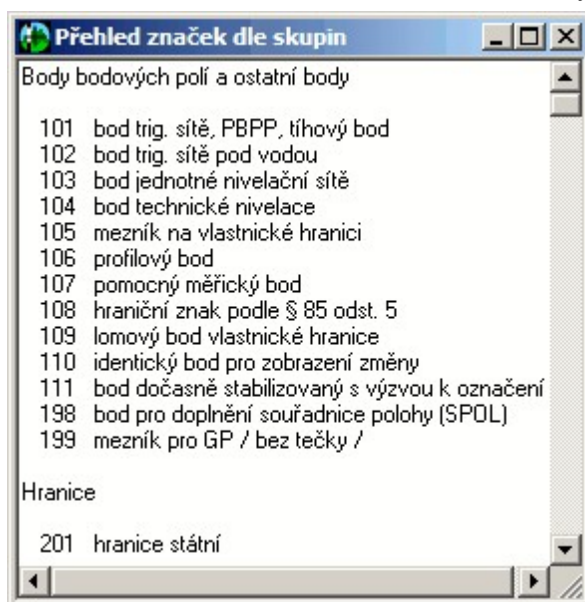 Přehled značek dle skupin
Body bodových polí a ostatní body
101 bod trig. sítě, PBPP, tíhový bod
102 bod trig. sítě pod vodou
103 bod jednotné nivelační sítě
104 bod technické nivelace
105 mezník na vlastnické hranici
106 profilový bod
107 pomocný měřický bod
108 hraniční znak podle § 85 odst. 5
109 lomový bod vlastnické hranice
110 identický bod pro zobrazení změny
111 bod dočasně stabilizovaný s výzvou k označení
198 bod pro doplnění souřadnice polohy (SPOL)
199 mezník pro GP / bez tečky /
Hranice
201 hranice státní